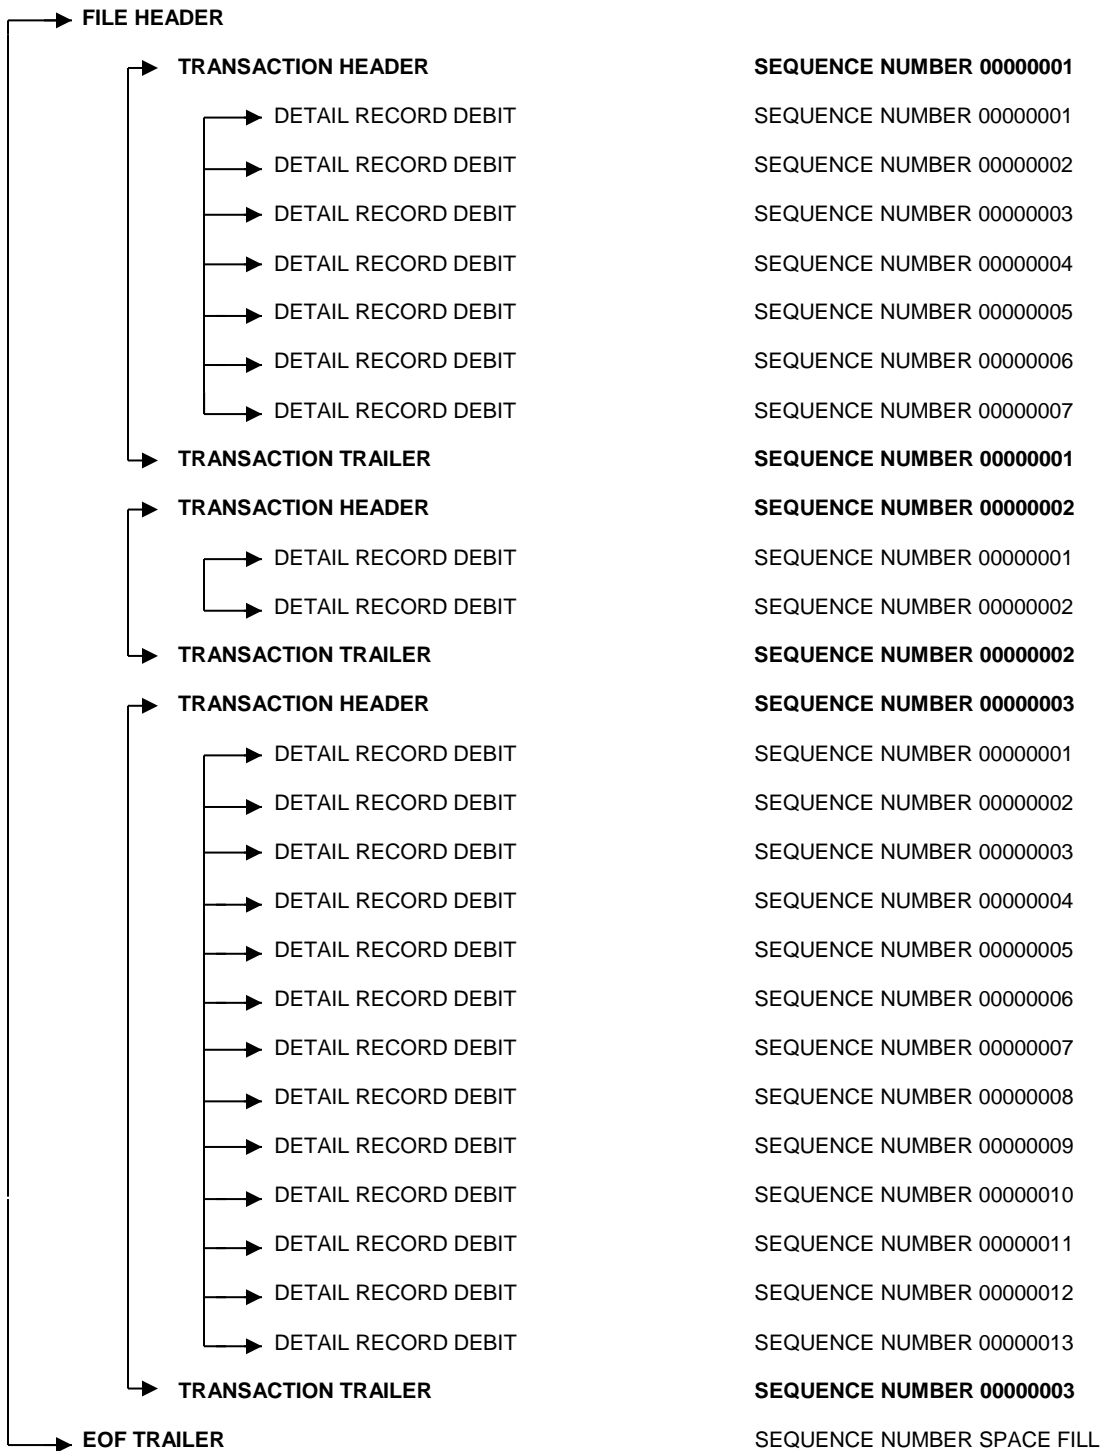 FILE HEADER
TRANSACTION HEADER SEQUENCE NUMBER 00000001
DETAIL RECORD DEBIT SEQUENCE NUMBER 00000001
DETAIL RECORD DEBIT SEQUENCE NUMBER 00000002
DETAIL RECORD DEBIT SEQUENCE NUMBER 00000003
DETAIL RECORD DEBIT SEQUENCE NUMBER 00000004
DETAIL RECORD DEBIT SEQUENCE NUMBER 00000005
DETAIL RECORD DEBIT SEQUENCE NUMBER 00000006
DETAIL RECORD DEBIT SEQUENCE NUMBER 00000007
TRANSACTION TRAILER SEQUENCE NUMBER 00000001
TRANSACTION HEADER SEQUENCE NUMBER 00000002
DETAIL RECORD DEBIT SEQUENCE NUMBER 00000001
DETAIL RECORD DEBIT SEQUENCE NUMBER 00000002
TRANSACTION TRAILER SEQUENCE NUMBER 00000002
TRANSACTION HEADER SEQUENCE NUMBER 00000003
DETAIL RECORD DEBIT SEQUENCE NUMBER 00000001
DETAIL RECORD DEBIT SEQUENCE NUMBER 00000002
DETAIL RECORD DEBIT SEQUENCE NUMBER 00000003
DETAIL RECORD DEBIT SEQUENCE NUMBER 00000004
DETAIL RECORD DEBIT SEQUENCE NUMBER 00000005
DETAIL RECORD DEBIT SEQUENCE NUMBER 00000006
DETAIL RECORD DEBIT SEQUENCE NUMBER 00000007
DETAIL RECORD DEBIT SEQUENCE NUMBER 00000008
DETAIL RECORD DEBIT SEQUENCE NUMBER 00000009
DETAIL RECORD DEBIT SEQUENCE NUMBER 00000010
DETAIL RECORD DEBIT SEQUENCE NUMBER 00000011
DETAIL RECORD DEBIT SEQUENCE NUMBER 00000012
DETAIL RECORD DEBIT SEQUENCE NUMBER 00000013
TRANSACTION TRAILER SEQUENCE NUMBER 00000003
EOF TRAILER SEQUENCE NUMBER SPACE FILL